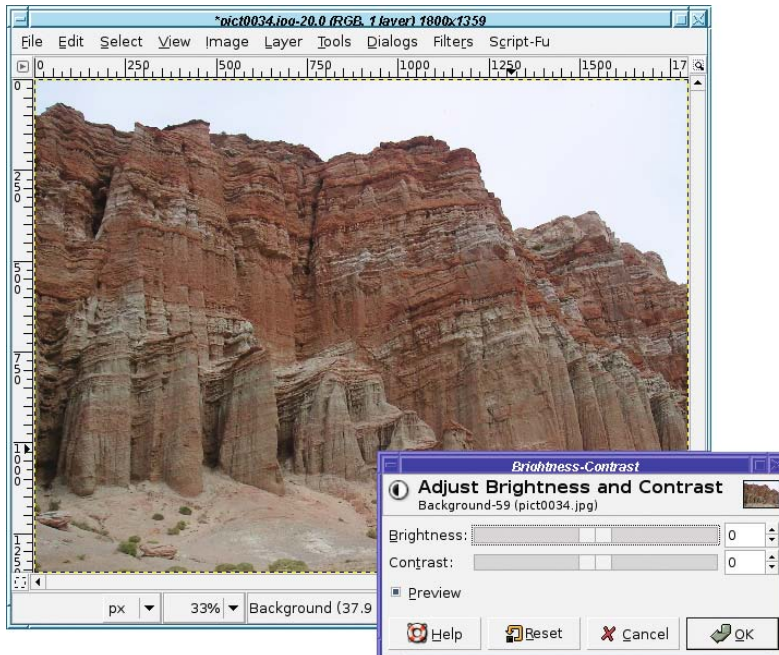 *pict0034.jpg-20.0 (RGB, 1 layer) 1800x1359
File Edit Select View Image Layer Tools Dialogs Filters Script-Fu
0 250 500 750 1000 1250 1500 17
0
250
500
750
1000
125
px 33% Background (37.9
Brightness-Contrast
Adjust Brightness and Contrast
Background-59 (pict0034.jpg)
Brightness: 0
Contrast: 0
Preview
Help Reset Cancel OK